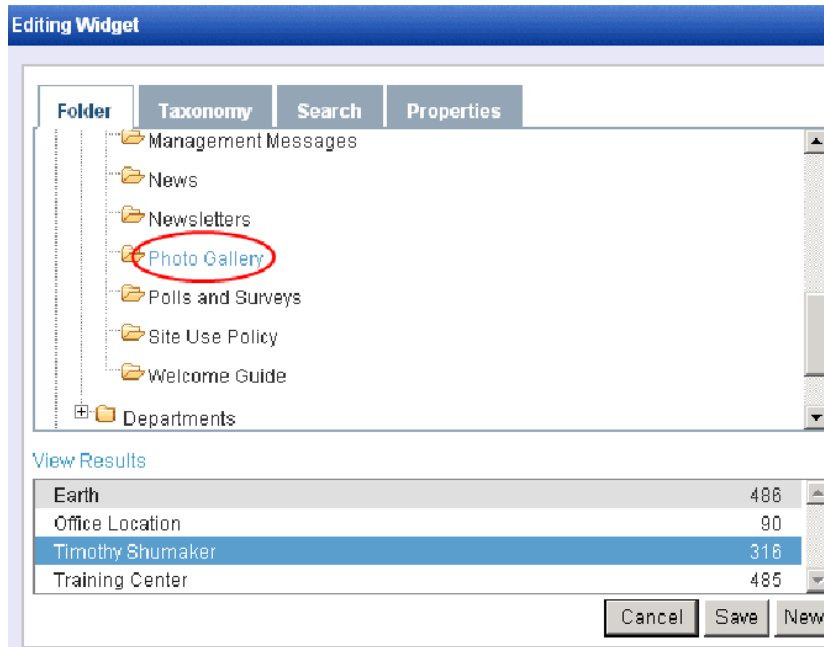 Editing Widget
Folder Taxonomy Search Properties
Management Messages
News
Newsletters
Photo Gallery
Polls and Surveys
Site Use Policy
Welcome Guide
Departments
View Results
Earth 486
Office Location 90
Timothy Shumaker 316
Training Center 485
Cancel Save New